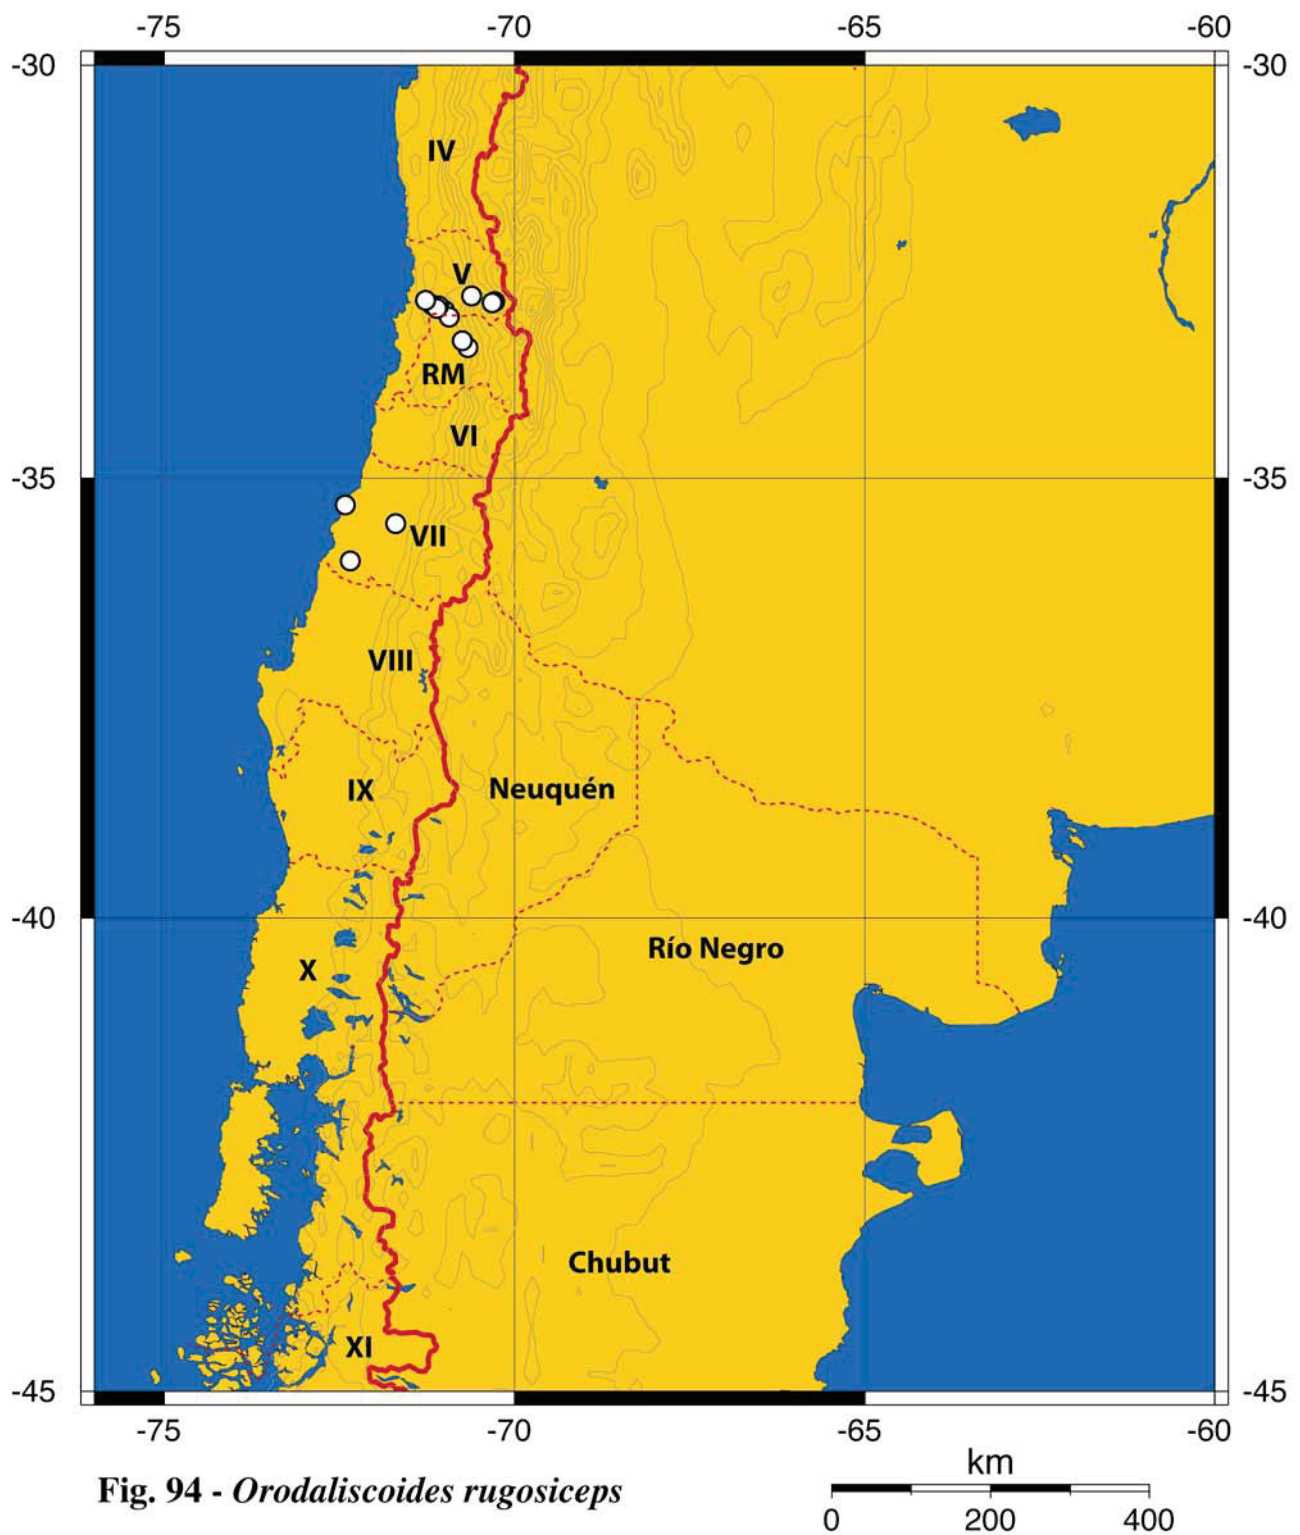 -75 -70 -65 -60
-30 -30
IV
V
RM
VI
-35 -35
VII
VIII
IX Neuquén
-40 -40
Río Negro
X
Chubut
XI
-45 -45
-75 -70 -65 -60
km
Fig. 94 - Orodaliscoides rugosiceps
0 200 400